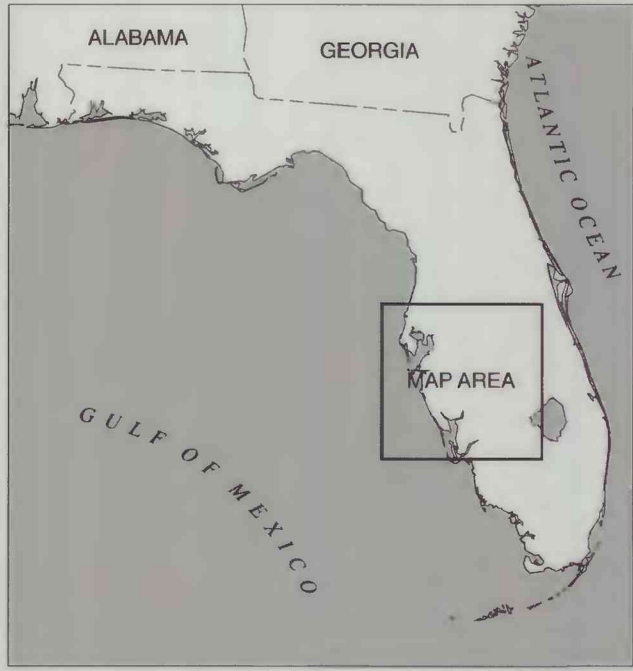 ALABAMA
GEORGIA
ATLANTIC OCEAN
MAP AREA
GULF OF MEXICO